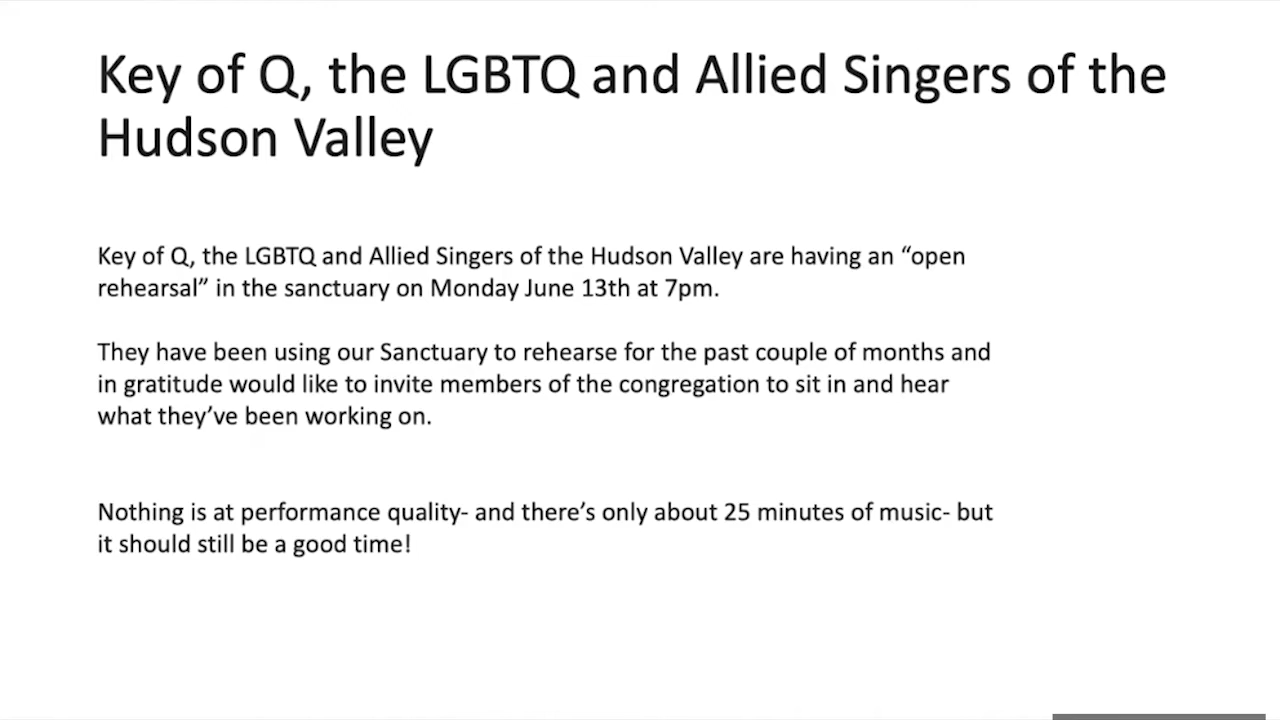 Key of Q, the LGBTQ and Allied Singers of the
Hudson Valley
Key of Q, the LGBTQ and Allied Singers of the Hudson Valley are having an “open
rehearsal” in the sanctuary on Monday June 13th at 7pm.
They have been using our Sanctuary to rehearse for the past couple of months and
in gratitude would like to invite members of the congregation to sit in and hear
what they’ve been working on.
Nothing is at performance quality- and there’s only about 25 minutes of music- but
it should still be a good time!